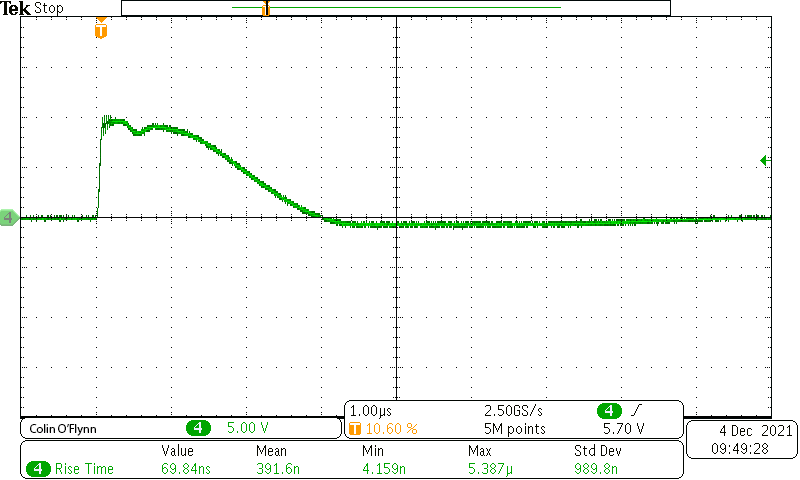 Tek Stop
T
T
4
1.00µs 2.50GS/s 4
Colin O'Flynn 4 5.00 V T 10.60 % 5M points 5.70 V
4 Dec 2021
09:49:28
Value Mean Min Max Std Dev
4 Rise Time 69.84ns 391.6n 4.159n 5.387µ 989.8n